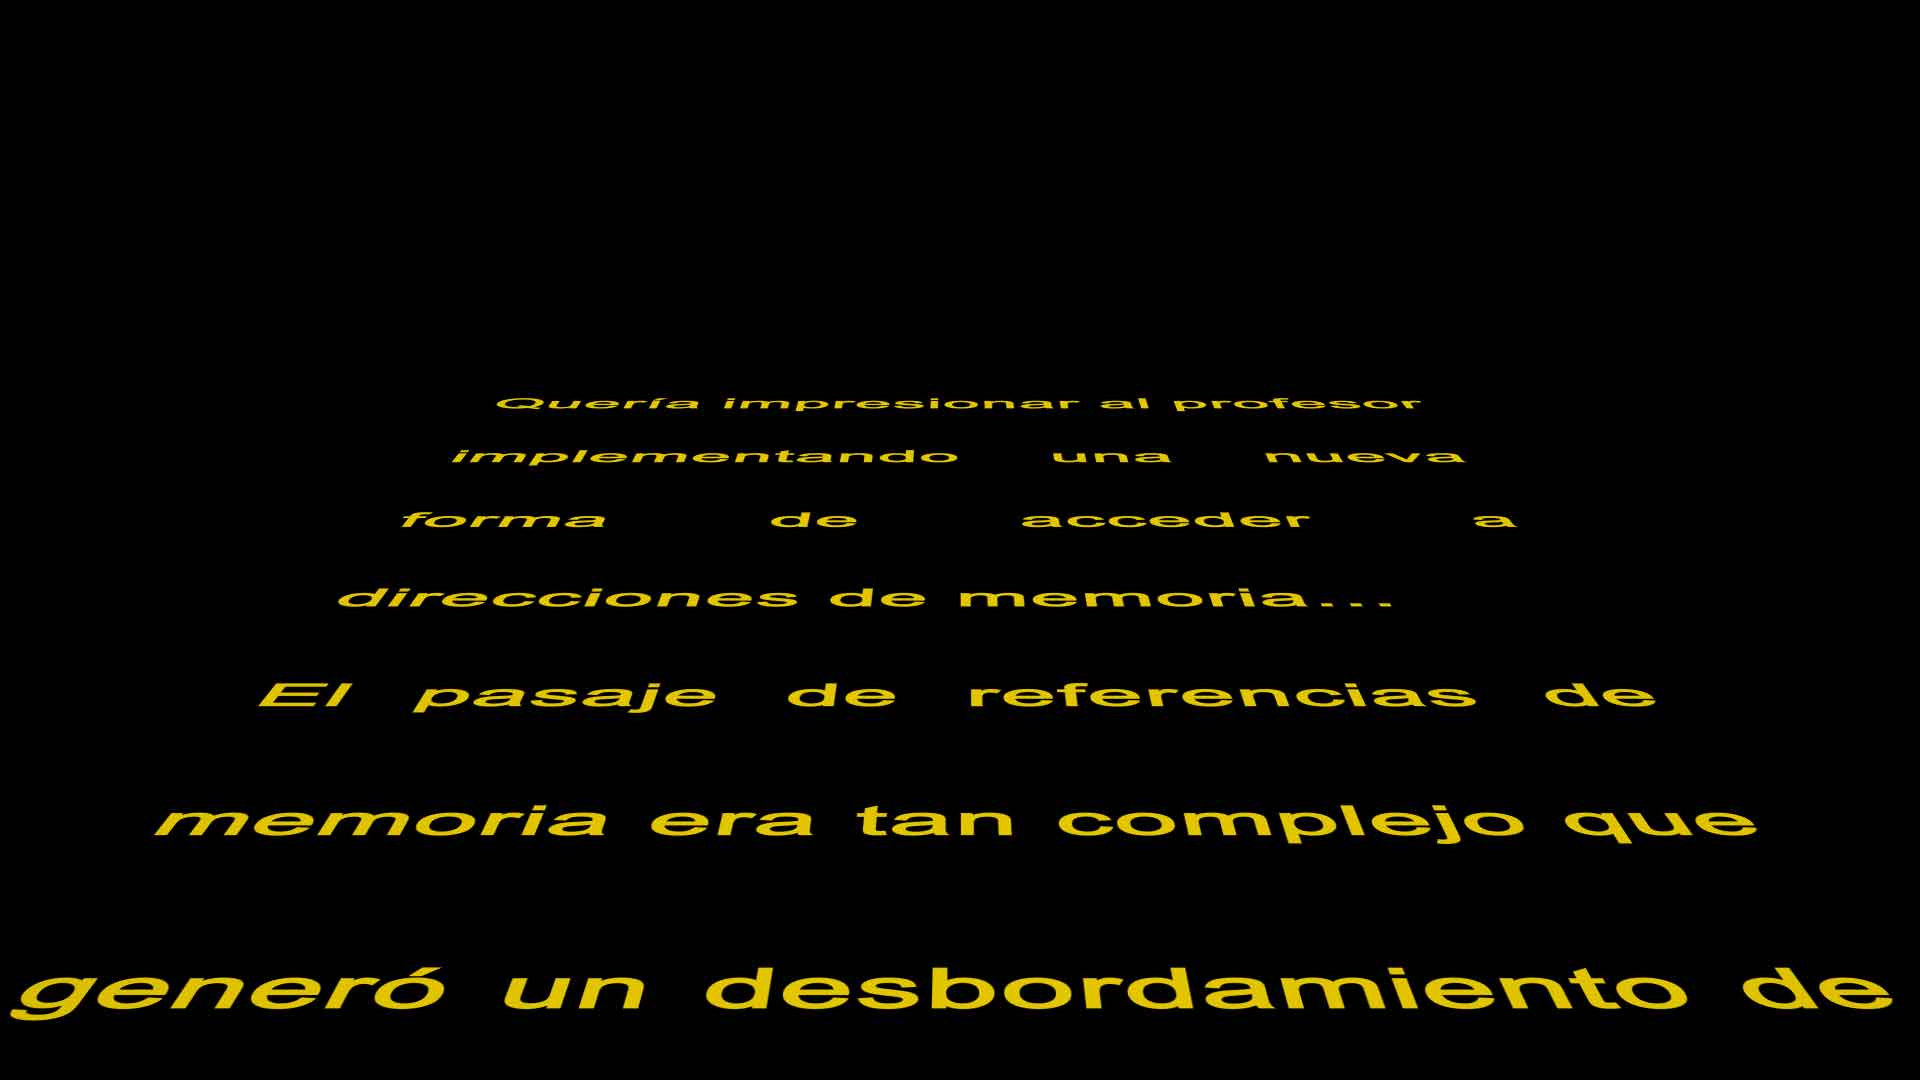 Quería impresionar al profesor
implementando una nueva
forma de acceder a
direcciones de memoria...
El pasaje de referencias de
memoria era tan complejo que
generó un desbordamiento de